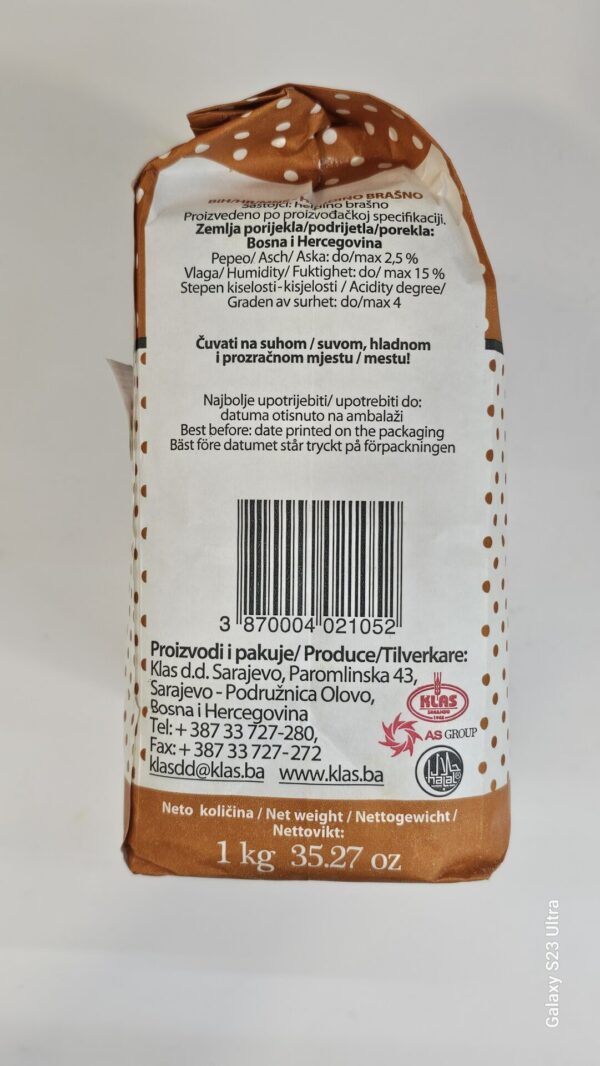 BRAŠNO
Sastojci: heljdino brašno
Proizvedeno po proizvođačkoj specifikaciji.
Zemlja porijekla/podrijetla/porekla:
Bosna i Hercegovina
Pepeo/ Asch/ Aska: do/max 2,5 %
Vlaga/ Humidity/ Fuktighet: do/ max 15 %
Stepen kiselosti-kisjelosti / Acidity degree/
Graden av surhet: do/max 4
Čuvati na suhom / suvom, hladnom
i prozračnom mjestu / mestu!
Najbolje upotrijebiti/ upotrebiti do:
datuma otisnuto na ambalaži
Best before: date printed on the packaging
Bäst före datumet står tryckt på förpackningen
3 870004 021052
Proizvodi i pakuje/ Produce/Tilverkare:
Klas d.d. Sarajevo, Paromlinska 43,
Sarajevo - Podružnica Olovo,
Bosna i Hercegovina
Tel: + 387 33 727-280,
Fax: + 387 33 727-272
klasdd@klas.ba www.klas.ba
KLAS
SARAJEVO
1902
AS GROUP
حلال
halal
Neto količina / Net weight / Nettogewicht /
Nettovikt:
1 kg 35.27 oz
Galaxy S23 Ultra